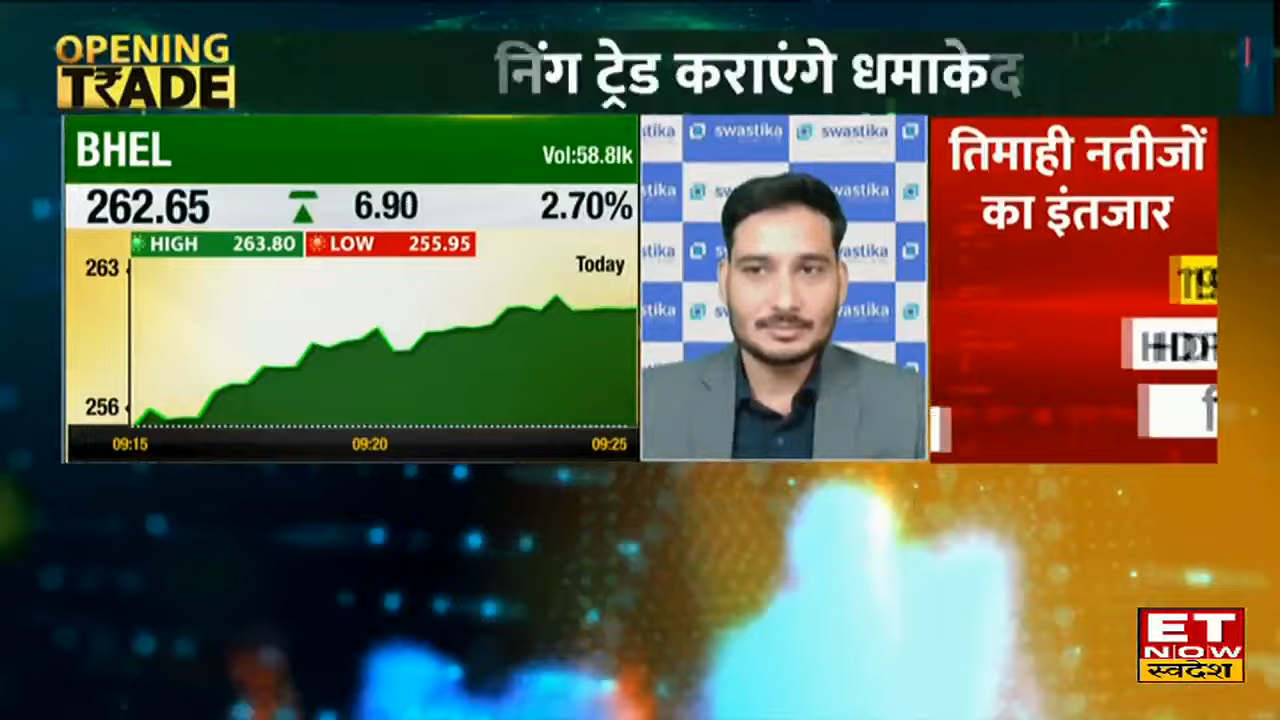 OPENING
TRADE
निंग ट्रेड कराएंगे धमाकेद
BHEL
Vol:58.8lk
262.65 6.90 2.70%
HIGH 263.80 LOW 255.95
Today
263
256
09:15 09:20 09:25
swastika swastika
तिमाही नतीजों
का इंतजार
ET
NOW
स्वदेश